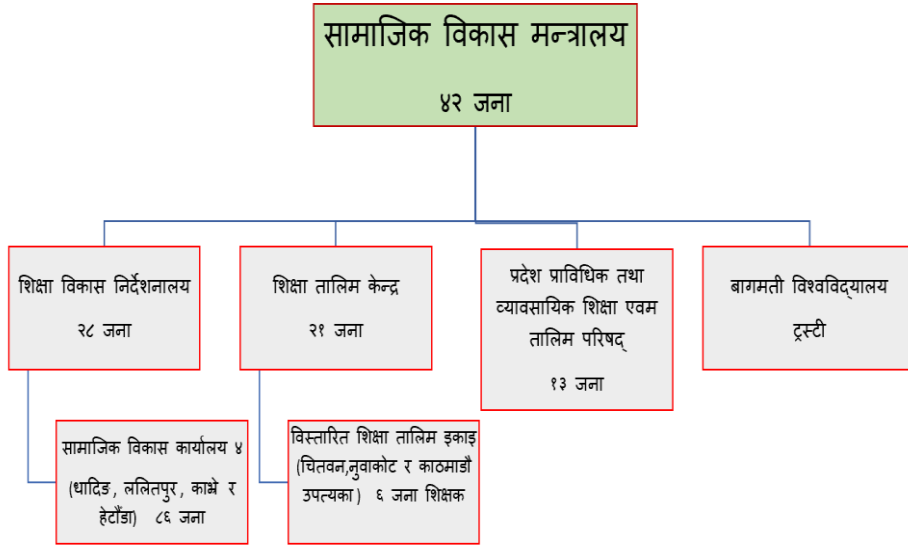 सामाजिक विकास मन्त्रालय
४२ जना
शिक्षा विकास निर्देशनालय
२८ जना
शिक्षा तालिम केन्द्र
२१ जना
प्रदेश प्राविधिक तथा
व्यावसायिक शिक्षा एवम
तालिम परिषद्
१३ जना
बागमती विश्वविद्यालय
ट्रस्टी
सामाजिक विकास कार्यालय ४
(धादिङ, ललितपुर, काभ्रे र
हेटौंडा) ८६ जना
विस्तारित शिक्षा तालिम इकाइ
(चितवन,नुवाकोट र काठमाडौ
उपत्यका) ६ जना शिक्षक